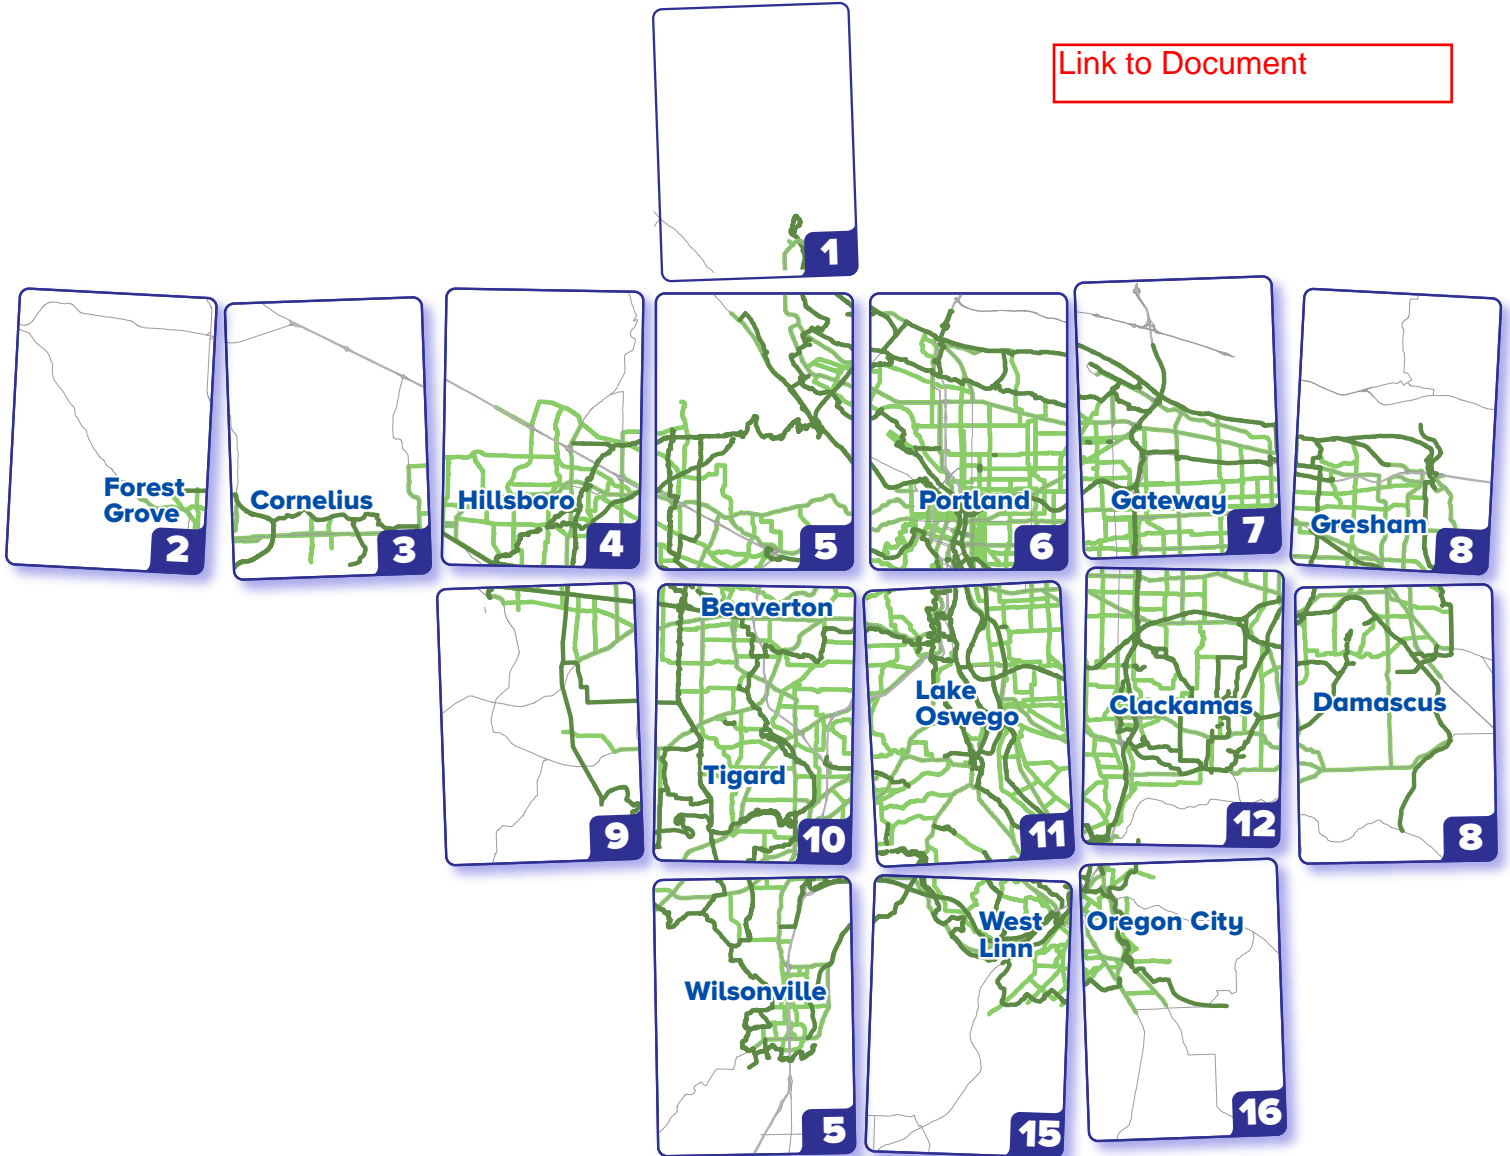 Link to Document
1
Forest
Grove
2
Cornelius
3
Hillsboro
4
5
Portland
6
Gateway
7
Gresham
8
9
Beaverton
Tigard
10
Lake
Oswego
11
Clackamas
12
Damascus
8
Wilsonville
5
West
Linn
15
Oregon City
16